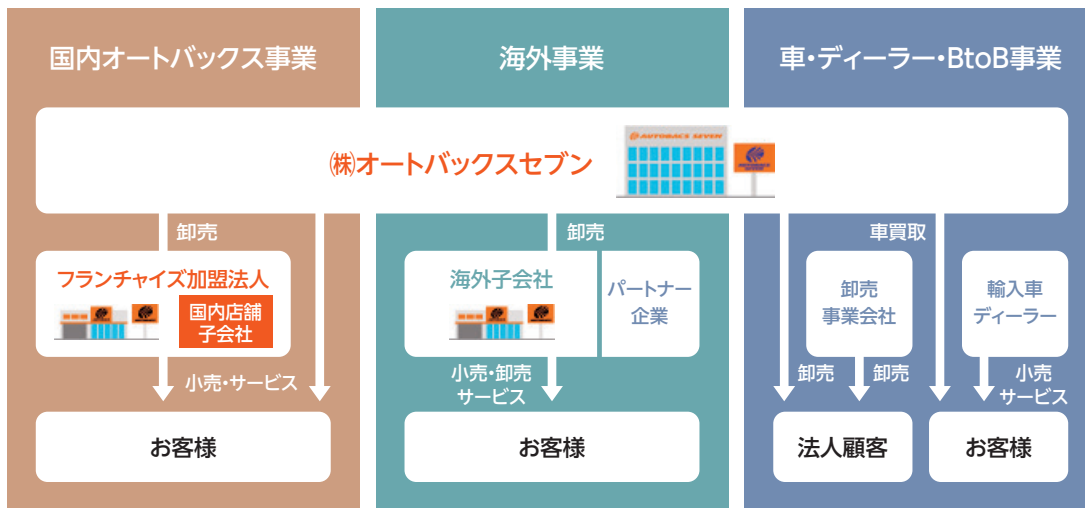 国内オートバックス事業
海外事業
車・ディーラー・BtoB事業
㈱オートバックスセブン
AUTOBACS SEVEN
卸売
卸売
車買取
フランチャイズ加盟法人
国内店舗
子会社
海外子会社
パートナー
企業
卸売
事業会社
輸入車
ディーラー
小売・サービス
小売・卸売
サービス
卸売
卸売
小売
サービス
お客様
お客様
法人顧客
お客様